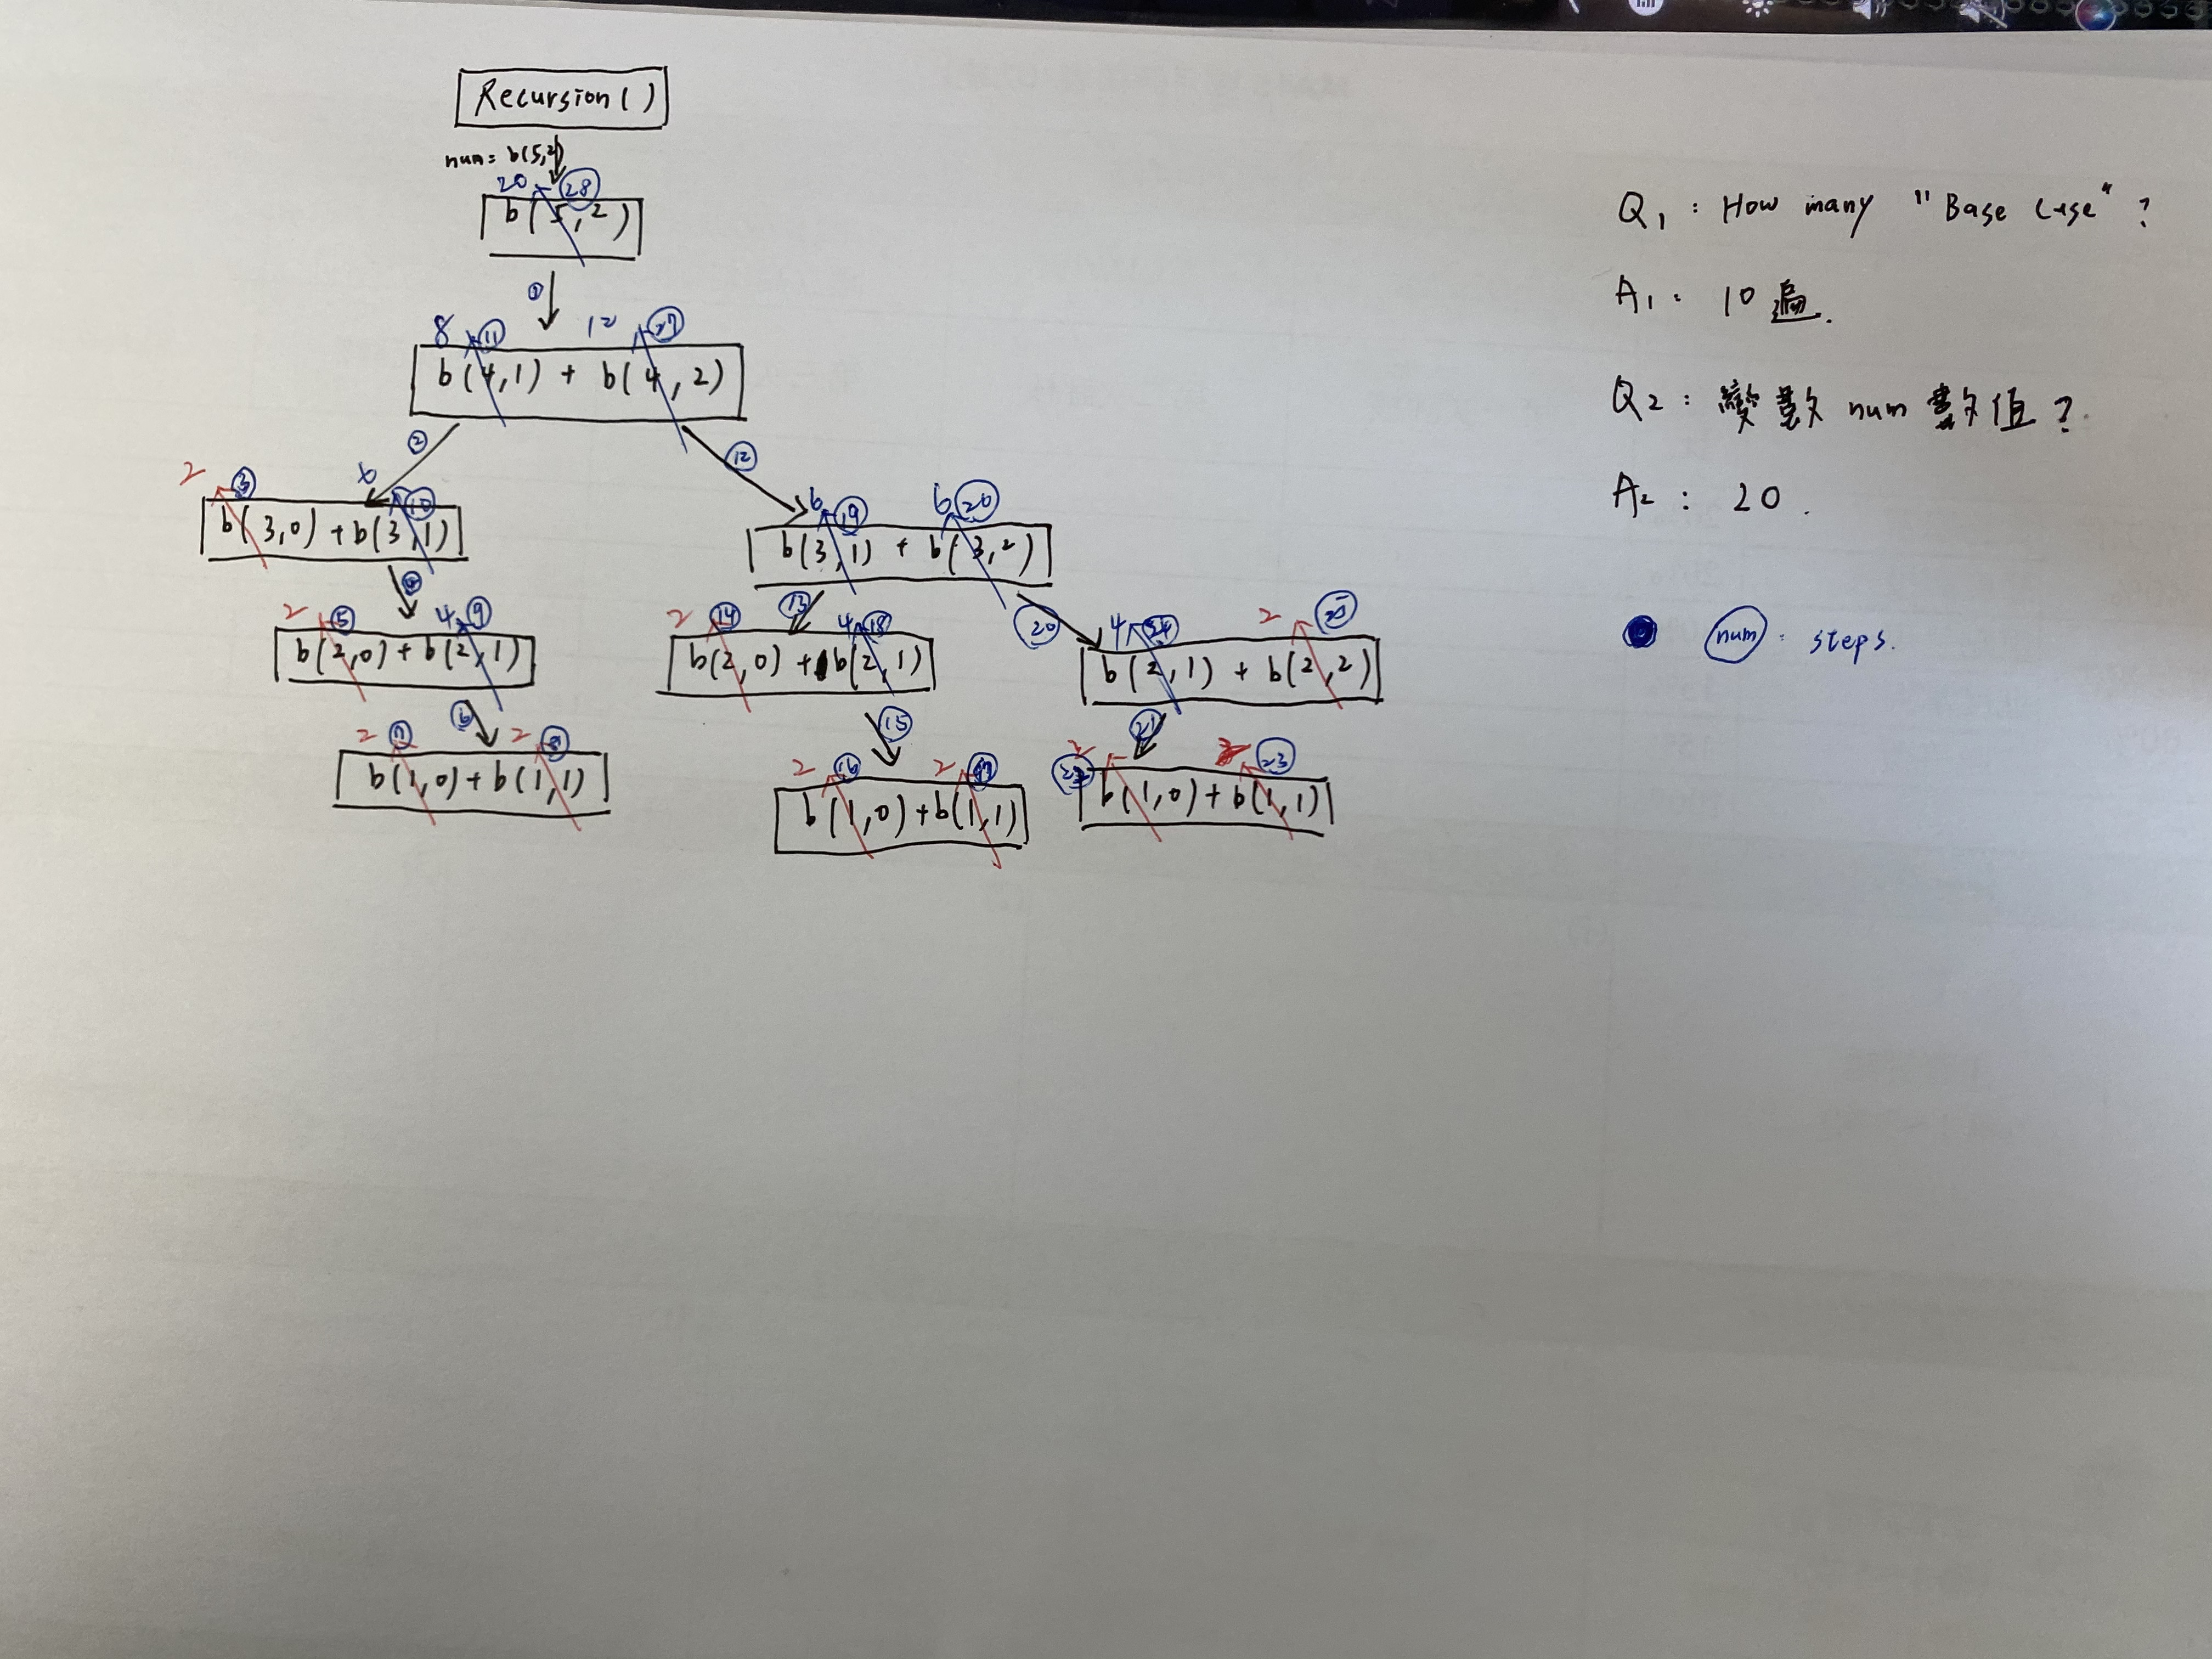 Recursion()
num = b(5,2)
20 28
b(5,2)
1
8 11 12 27
b(4,1) + b(4,2)
2 12
2 3 6 10
b(3,0) + b(3,1)
6 19 6 20
b(3,1) + b(3,2)
13 20
2 5 4 9
b(2,0) + b(2,1)
2 14 4 18
b(2,0) + b(2,1)
4 24 2 25
b(2,1) + b(2,2)
6 15 21
2 7 2 8
b(1,0) + b(1,1)
2 16 2 17
b(1,0) + b(1,1)
2 23
b(1,0) + b(1,1)
Q1 : How many "Base Case" ?
A1 : 10 遍.
Q2 : 變數 num 數值?
A2 : 20 .
num : steps.